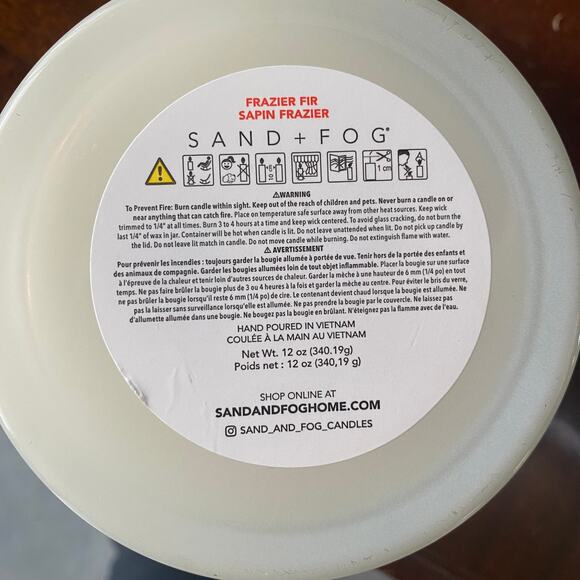 FRAZIER FIR
SAPIN FRAZIER
SAND + FOG®
10 cm
1 cm
⚠WARNING
To Prevent Fire: Burn candle within sight. Keep out of the reach of children and pets. Never burn a candle on or
near anything that can catch fire. Place on temperature safe surface away from other heat sources. Keep wick
trimmed to 1/4" at all times. Burn 3 to 4 hours at a time and keep wick centered. To avoid glass cracking, do not burn the
last 1/4" of wax in jar. Container will be hot when candle is lit. Do not leave unattended when lit. Do not pick up candle by
the lid. Do not leave lit match in candle. Do not move candle while burning. Do not extinguish flame with water.
⚠ AVERTISSEMENT
Pour prévenir les incendies : toujours garder la bougie allumée à portée de vue. Tenir hors de la portée des enfants et
des animaux de compagnie. Garder les bougies allumées loin de tout objet inflammable. Placer la bougie sur une surface
à l'épreuve de la chaleur et tenir loin d'autres sources de chaleur. Garder la mèche à une hauteur de 6 mm (1/4 po) en tout
temps. Ne pas faire brûler la bougie plus de 3 ou 4 heures à la fois et garder la mèche au centre. Pour éviter le bris du verre,
ne pas brûler la bougie lorsqu'il reste 6 mm (1/4 po) de cire. Le contenant devient chaud lorsque la bougie est allumée. Ne
pas la laisser sans surveillance lorsqu'elle est allumée. Ne pas prendre la bougie par le couvercle. Ne laissez pas
d'allumette allumée dans une bougie. Ne bougez pas la bougie en brûlant. N'éteignez pas la flamme avec de l'eau.
HAND POURED IN VIETNAM
COULÉE À LA MAIN AU VIETNAM
Net Wt. 12 oz (340.19g)
Poids net : 12 oz (340,19 g)
SHOP ONLINE AT
SANDANDFOGHOME.COM
SAND_AND_FOG_CANDLES